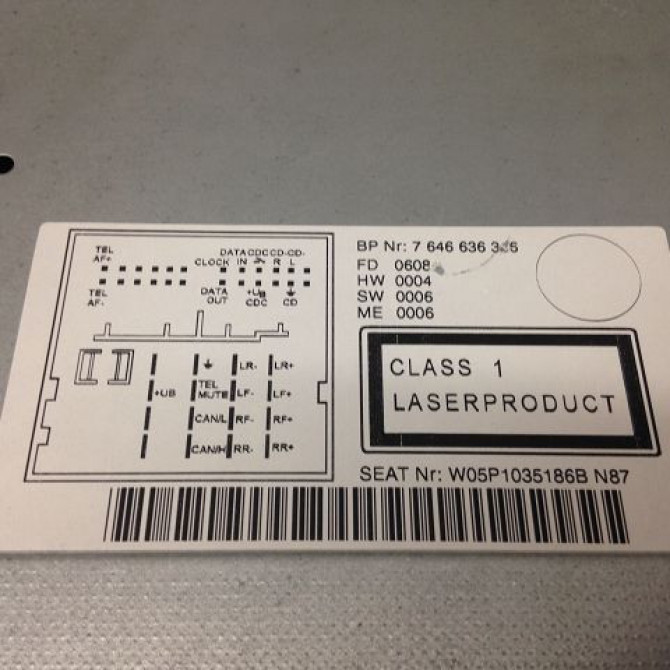 TEL
AF+
DATA CDC CD- CD-
CLOCK IN R L
TEL
AF-
DATA
OUT
+UB
CDC
CD
LR- LR+
+UB
TEL
MUTE
LF- LF+
CAN/L RF- RF+
CAN/H RR- RR+
BP Nr: 7 646 636
FD 0608
HW 0004
SW 0006
ME 0006
CLASS 1
LASERPRODUCT
SEAT Nr: W05P1035186B N87